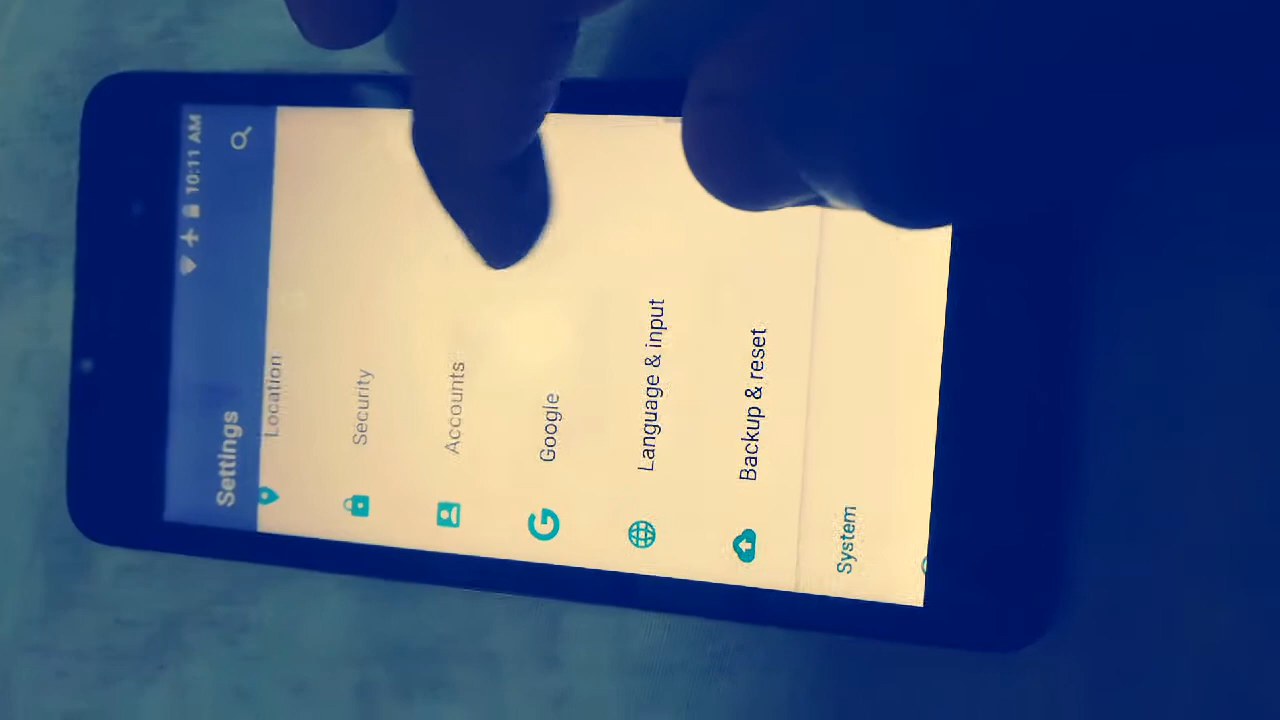 10:11 AM
Settings
Location
Security
Accounts
Google
Language & input
Backup & reset
System